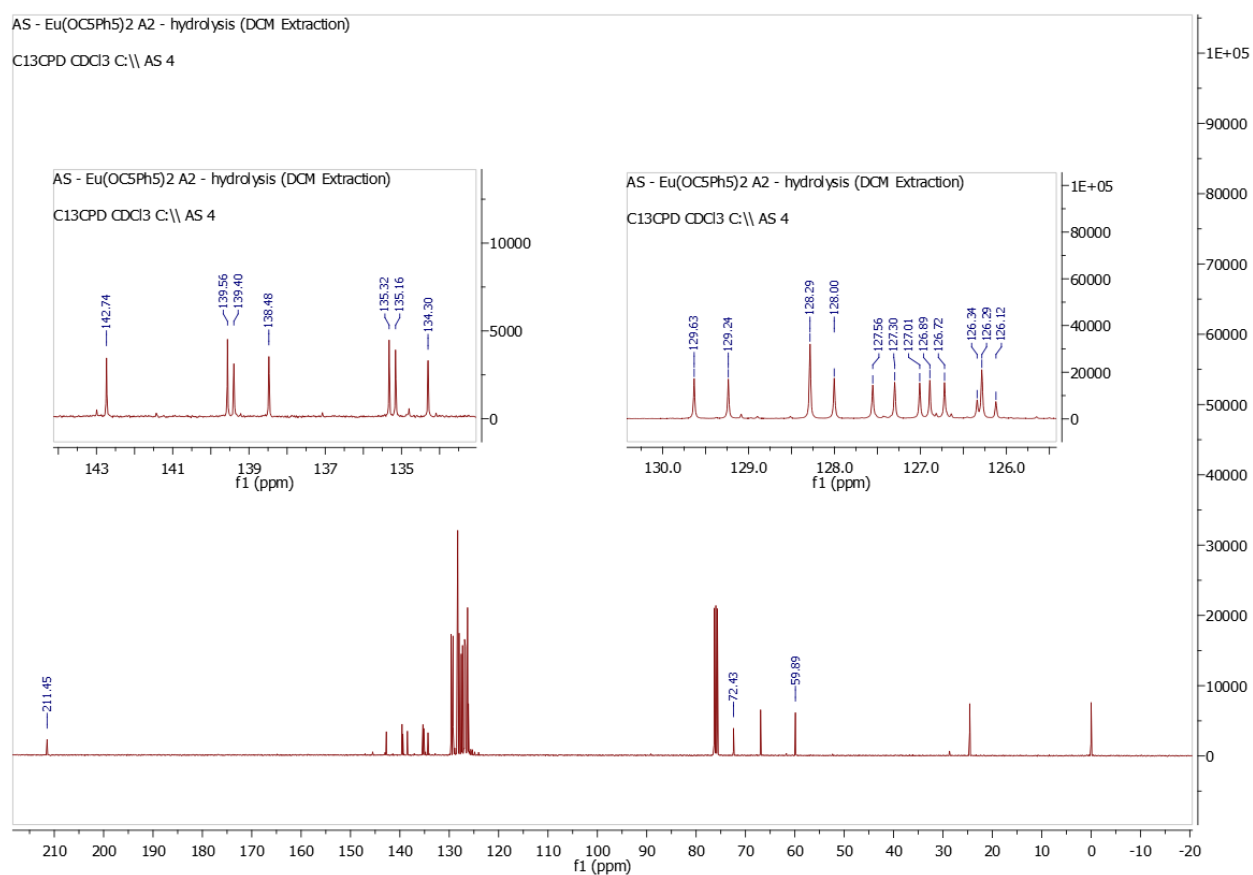 AS - Eu(OC5Ph5)2 A2 - hydrolysis (DCM Extraction)
C13CPD CDCl3 C:\\ AS 4
AS - Eu(OC5Ph5)2 A2 - hydrolysis (DCM Extraction)
C13CPD CDCl3 C:\\ AS 4
142.74
139.56
139.40
138.48
135.32
135.16
134.30
10000
5000
0
143 141 139 137 135
f1 (ppm)
AS - Eu(OC5Ph5)2 A2 - hydrolysis (DCM Extraction)
C13CPD CDCl3 C:\\ AS 4
129.63
129.24
128.29
128.00
127.56
127.30
127.01
126.89
126.72
126.34
126.29
126.12
1E+05
80000
60000
40000
20000
0
130.0 129.0 128.0 127.0 126.0
f1 (ppm)
211.45
72.43
59.89
1E+05
90000
80000
70000
60000
50000
40000
30000
20000
10000
0
210 200 190 180 170 160 150 140 130 120 110 100 90 80 70 60 50 40 30 20 10 0 -10 -20
f1 (ppm)